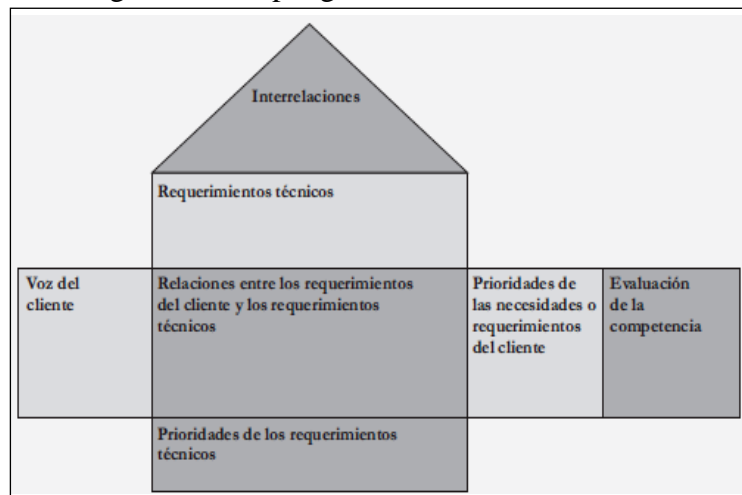 Interrelaciones
Requerimientos técnicos
Voz del
cliente
Relaciones entre los requerimientos
del cliente y los requerimientos
técnicos
Prioridades de
las necesidades o
requerimientos
del cliente
Evaluación
de la
competencia
Prioridades de los requerimientos
técnicos